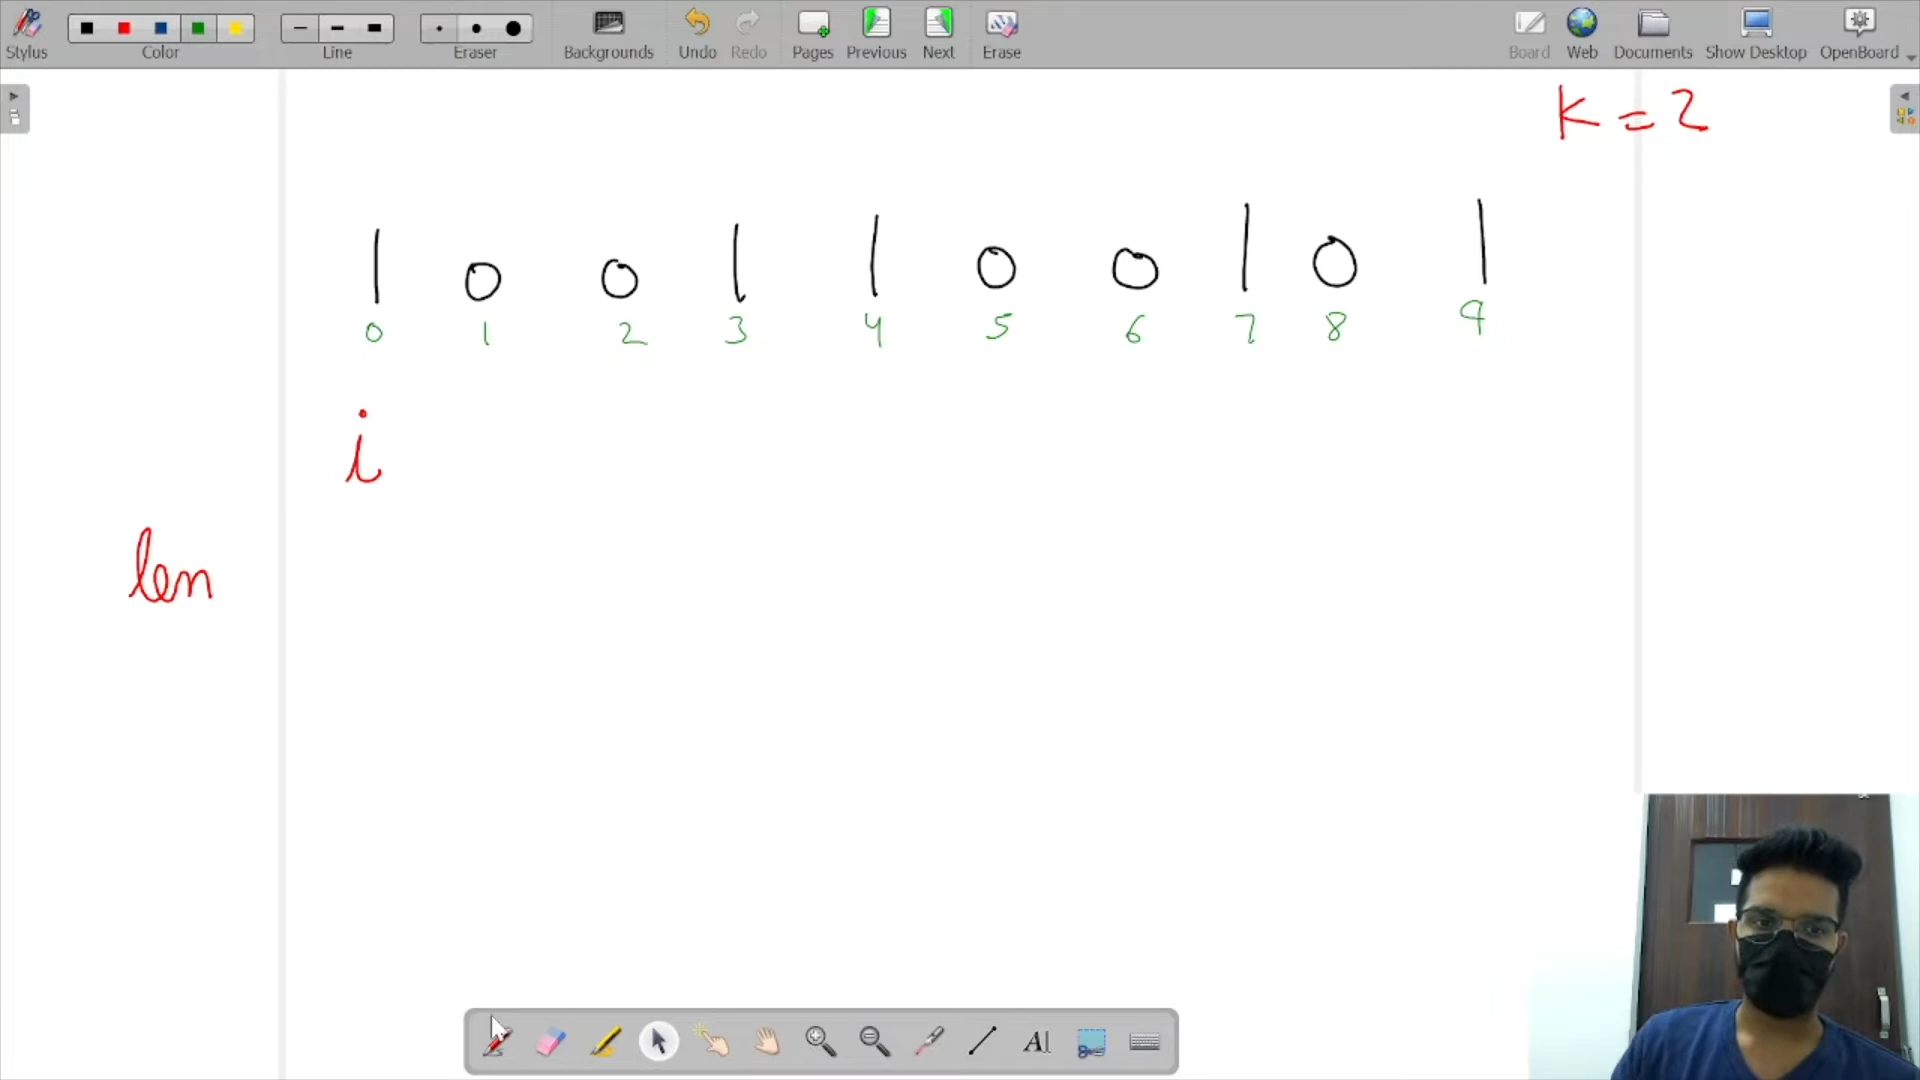 Stylus Color Line Eraser Backgrounds Undo Redo Pages Previous Next Erase Board Web Documents Show Desktop OpenBoard
K = 2
1 0 0 1 1 0 0 1 0 1
0 1 2 3 4 5 6 7 8 9
i
len
AI